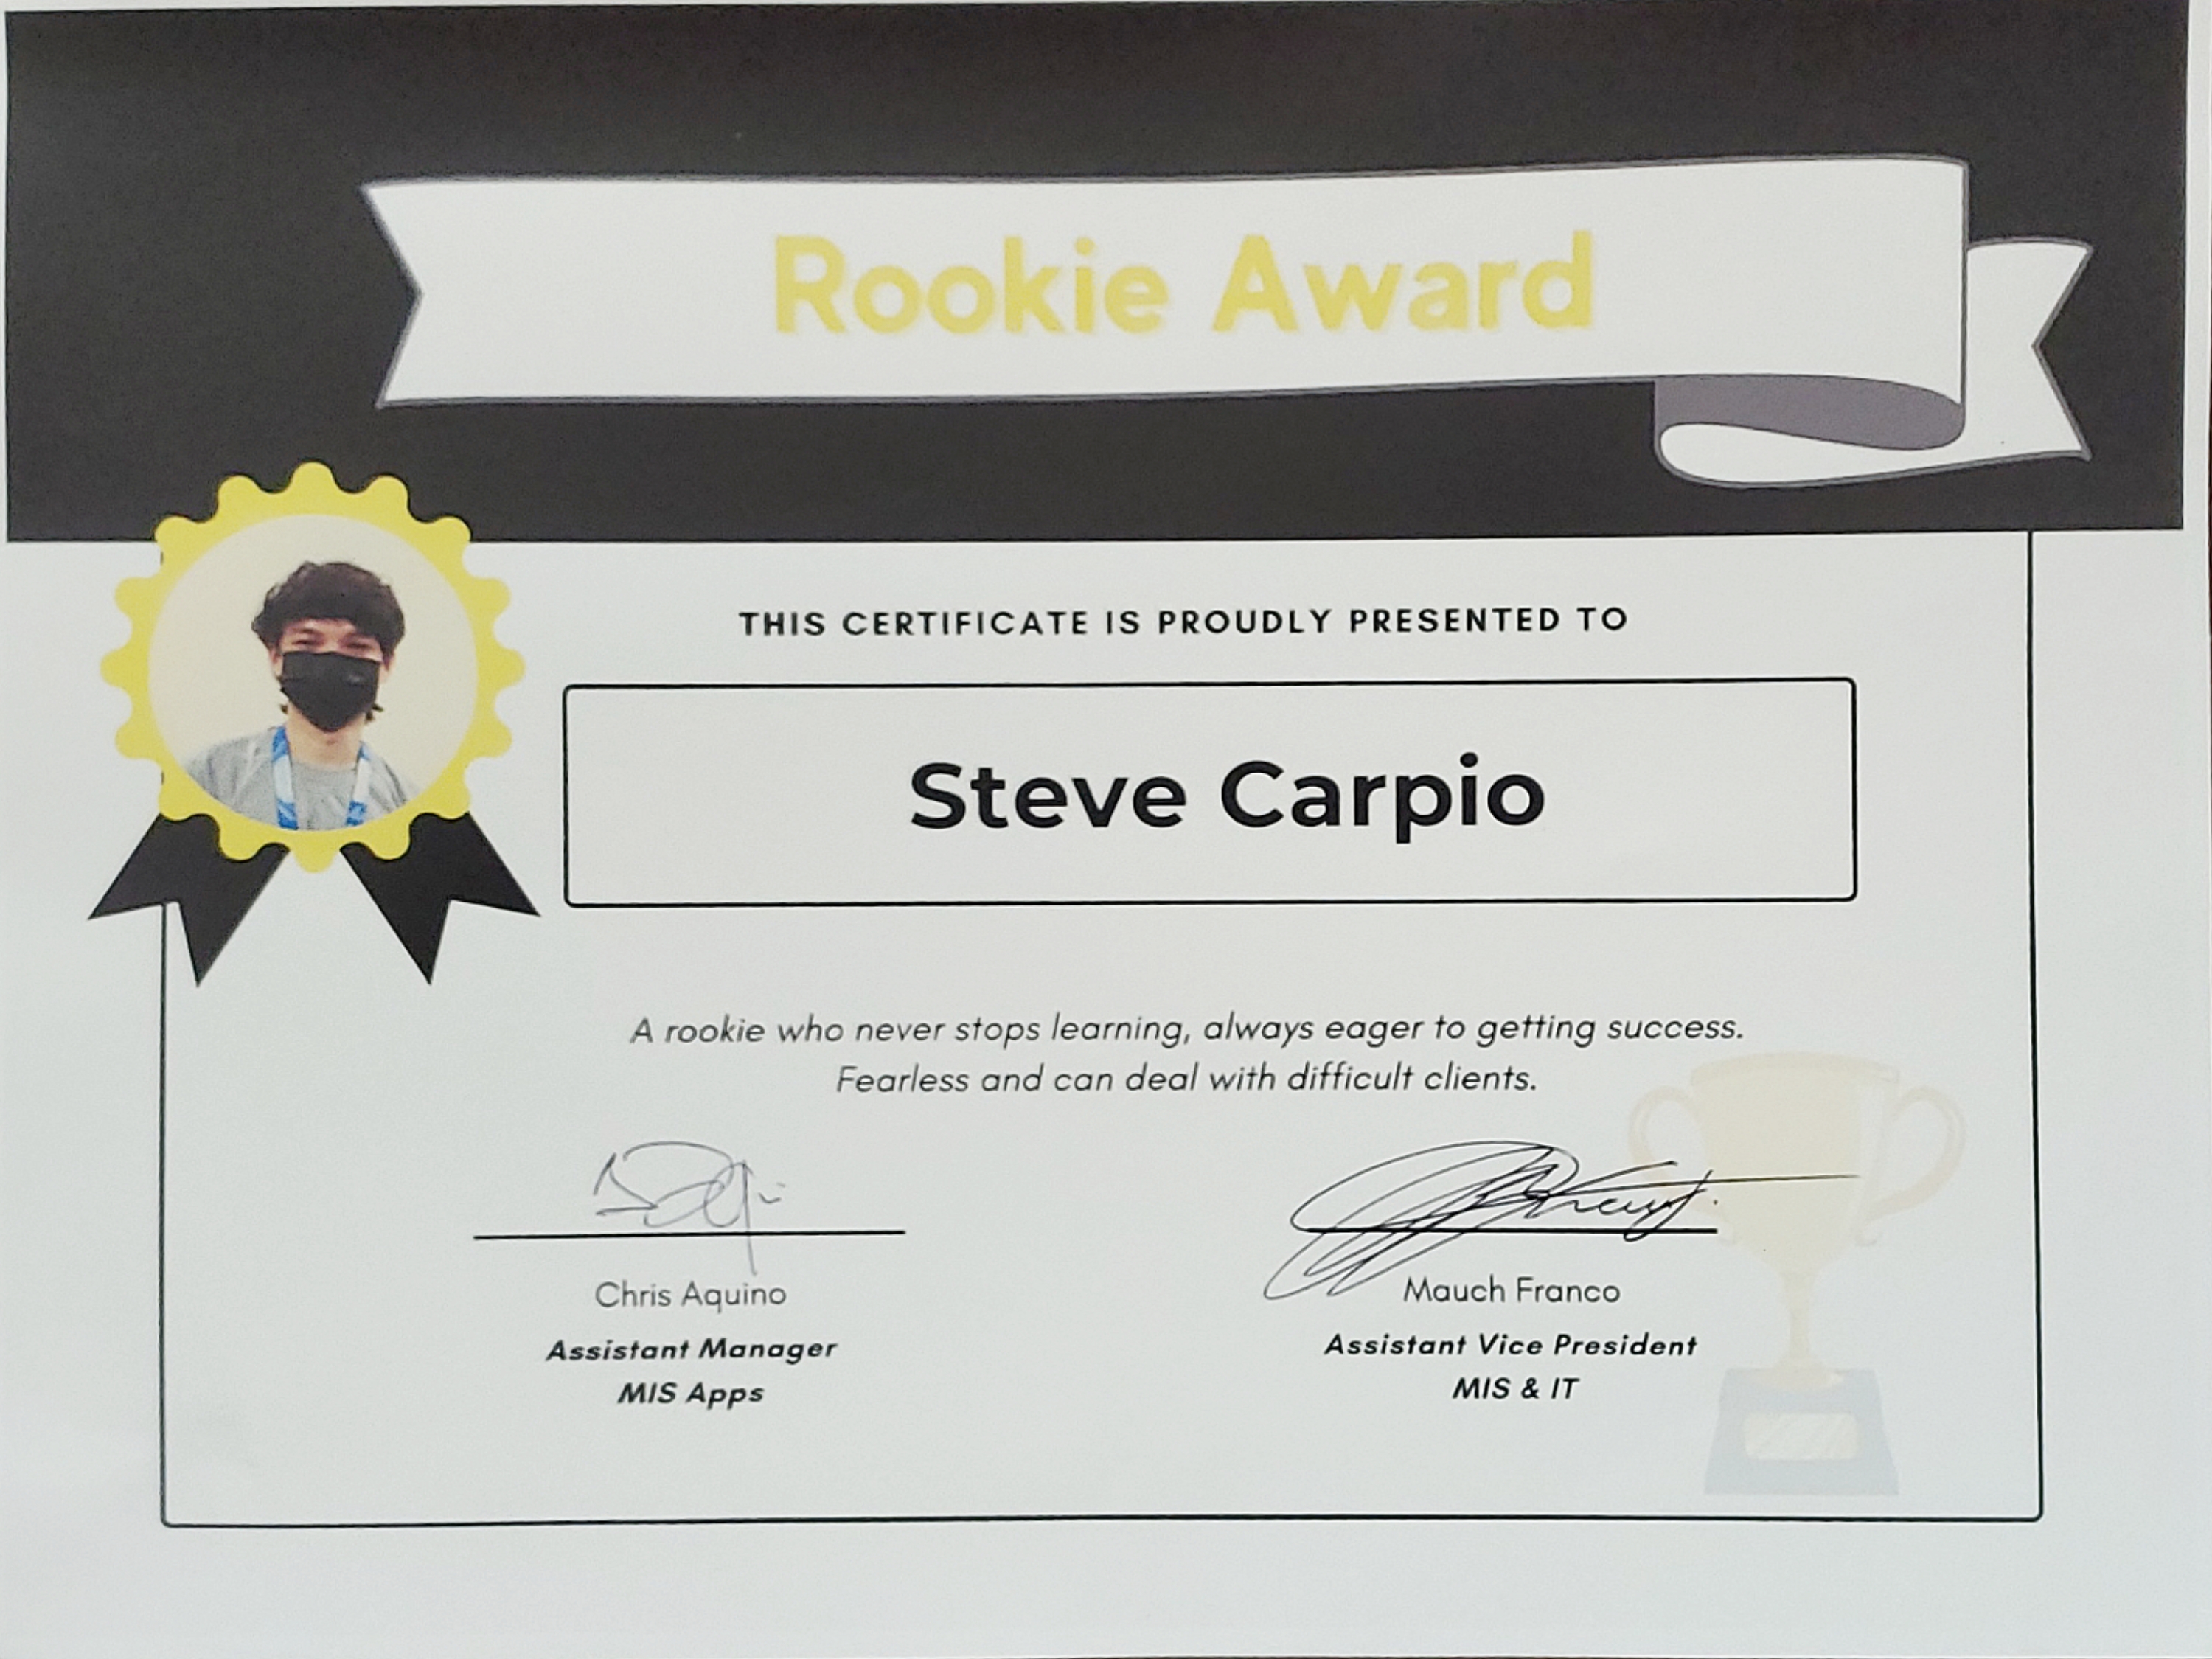 Rookie Award
THIS CERTIFICATE IS PROUDLY PRESENTED TO
Steve Carpio
A rookie who never stops learning, always eager to getting success.
Fearless and can deal with difficult clients.
Chris Aquino
Assistant Manager
MIS Apps
Mauch Franco
Assistant Vice President
MIS & IT